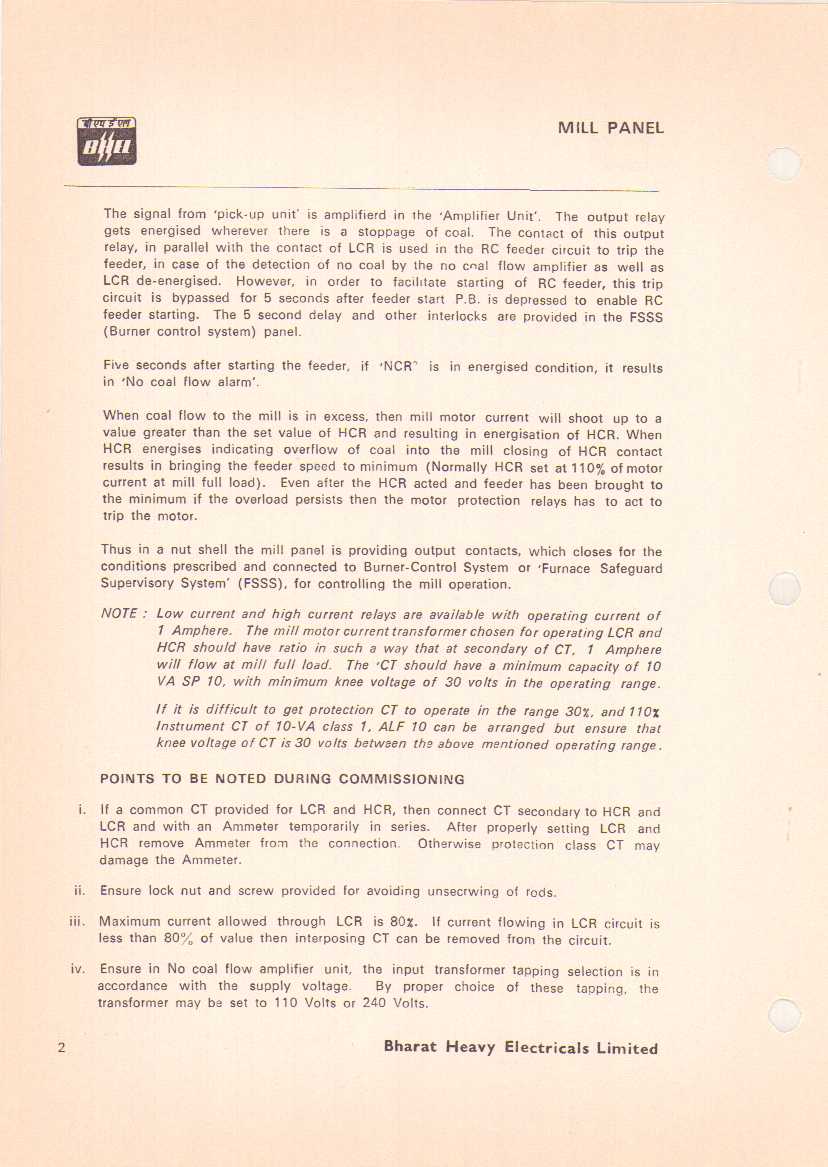 बी एच ई एल
BHEL
MILL PANEL
The signal from 'pick-up unit' is amplifierd in the 'Amplifier Unit'. The output relay
gets energised wherever there is a stoppage of coal. The contact of this output
relay, in parallel with the contact of LCR is used in the RC feeder circuit to trip the
feeder, in case of the detection of no coal by the no coal flow amplifier as well as
LCR de-energised. However, in order to facilitate starting of RC feeder, this trip
circuit is bypassed for 5 seconds after feeder start P.B. is depressed to enable RC
feeder starting. The 5 second delay and other interlocks are provided in the FSSS
(Burner control system) panel.
Five seconds after starting the feeder, if 'NCR' is in energised condition, it results
in 'No coal flow alarm'.
When coal flow to the mill is in excess, then mill motor current will shoot up to a
value greater than the set value of HCR and resulting in energisation of HCR. When
HCR energises indicating overflow of coal into the mill closing of HCR contact
results in bringing the feeder speed to minimum (Normally HCR set at 110% of motor
current at mill full load). Even after the HCR acted and feeder has been brought to
the minimum if the overload persists then the motor protection relays has to act to
trip the motor.
Thus in a nut shell the mill panel is providing output contacts, which closes for the
conditions prescribed and connected to Burner-Control System or 'Furnace Safeguard
Supervisory System' (FSSS), for controlling the mill operation.
NOTE : Low current and high current relays are available with operating current of
1 Amphere. The mill motor current transformer chosen for operating LCR and
HCR should have ratio in such a way that at secondary of CT, 1 Amphere
will flow at mill full load. The 'CT should have a minimum capacity of 10
VA SP 10, with minimum knee voltage of 30 volts in the operating range.
If it is difficult to get protection CT to operate in the range 30%, and 110%
Instrument CT of 10-VA class 1, ALF 10 can be arranged but ensure that
knee voltage of CT is 30 volts between the above mentioned operating range.
POINTS TO BE NOTED DURING COMMISSIONING
i. If a common CT provided for LCR and HCR, then connect CT secondary to HCR and
LCR and with an Ammeter temporarily in series. After properly setting LCR and
HCR remove Ammeter from the connection. Otherwise protection class CT may
damage the Ammeter.
ii. Ensure lock nut and screw provided for avoiding unsecrwing of rods.
iii. Maximum current allowed through LCR is 80%. If current flowing in LCR circuit is
less than 80% of value then interposing CT can be removed from the circuit.
iv. Ensure in No coal flow amplifier unit, the input transformer tapping selection is in
accordance with the supply voltage. By proper choice of these tapping, the
transformer may be set to 110 Volts or 240 Volts.
2 Bharat Heavy Electricals Limited